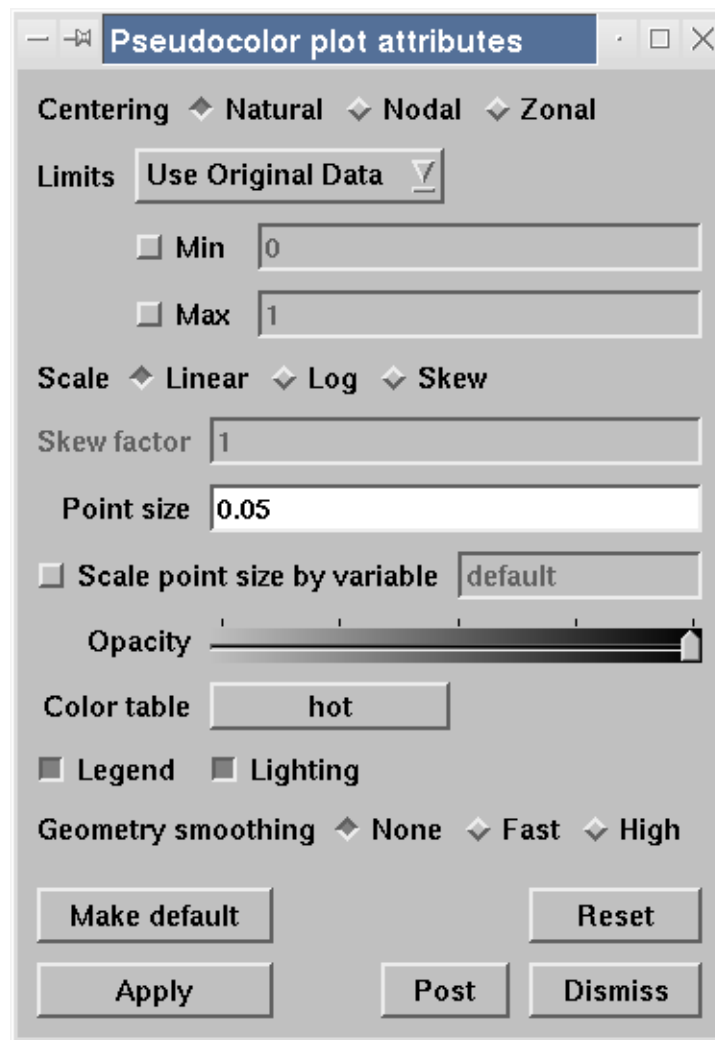 Pseudocolor plot attributes
Centering Natural Nodal Zonal
Limits Use Original Data
Min 0
Max 1
Scale Linear Log Skew
Skew factor 1
Point size 0.05
Scale point size by variable default
Opacity
Color table hot
Legend Lighting
Geometry smoothing None Fast High
Make default Reset
Apply Post Dismiss